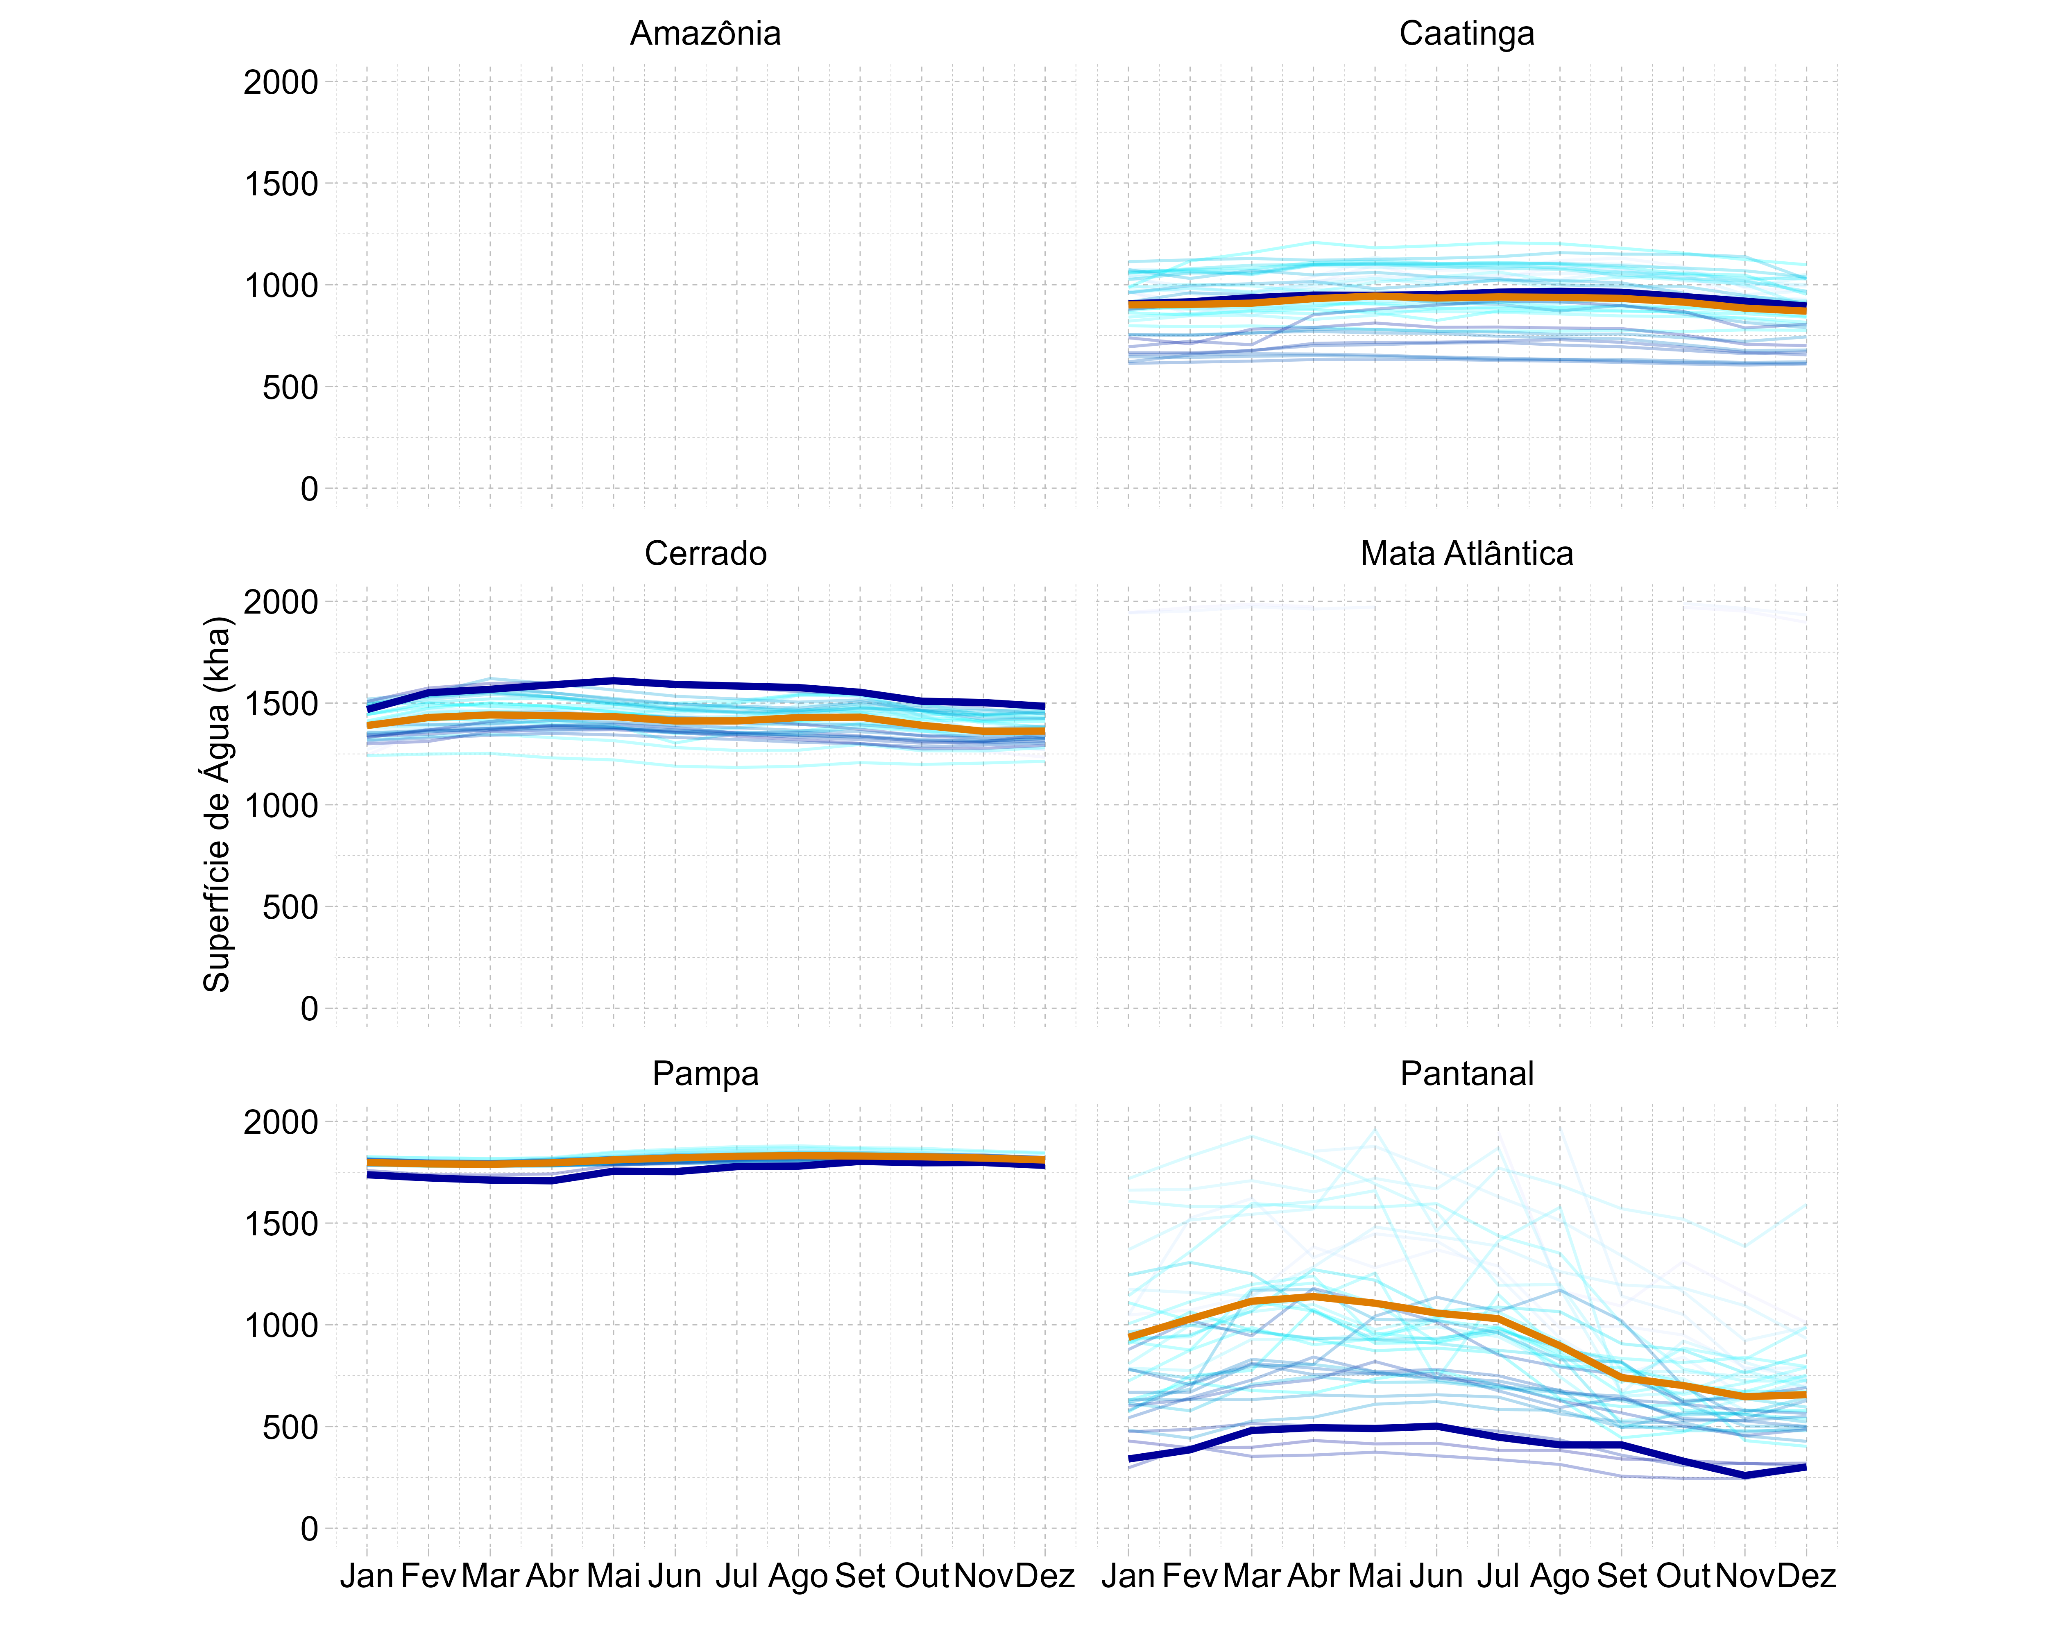 Amazônia
Caatinga
2000
1500
1000
500
0
Cerrado
Mata Atlântica
2000
1500
1000
500
0
Superfície de Água (kha)
Pampa
Pantanal
2000
1500
1000
500
0
Jan Fev Mar Abr Mai Jun Jul Ago Set Out Nov Dez
Jan Fev Mar Abr Mai Jun Jul Ago Set Out Nov Dez